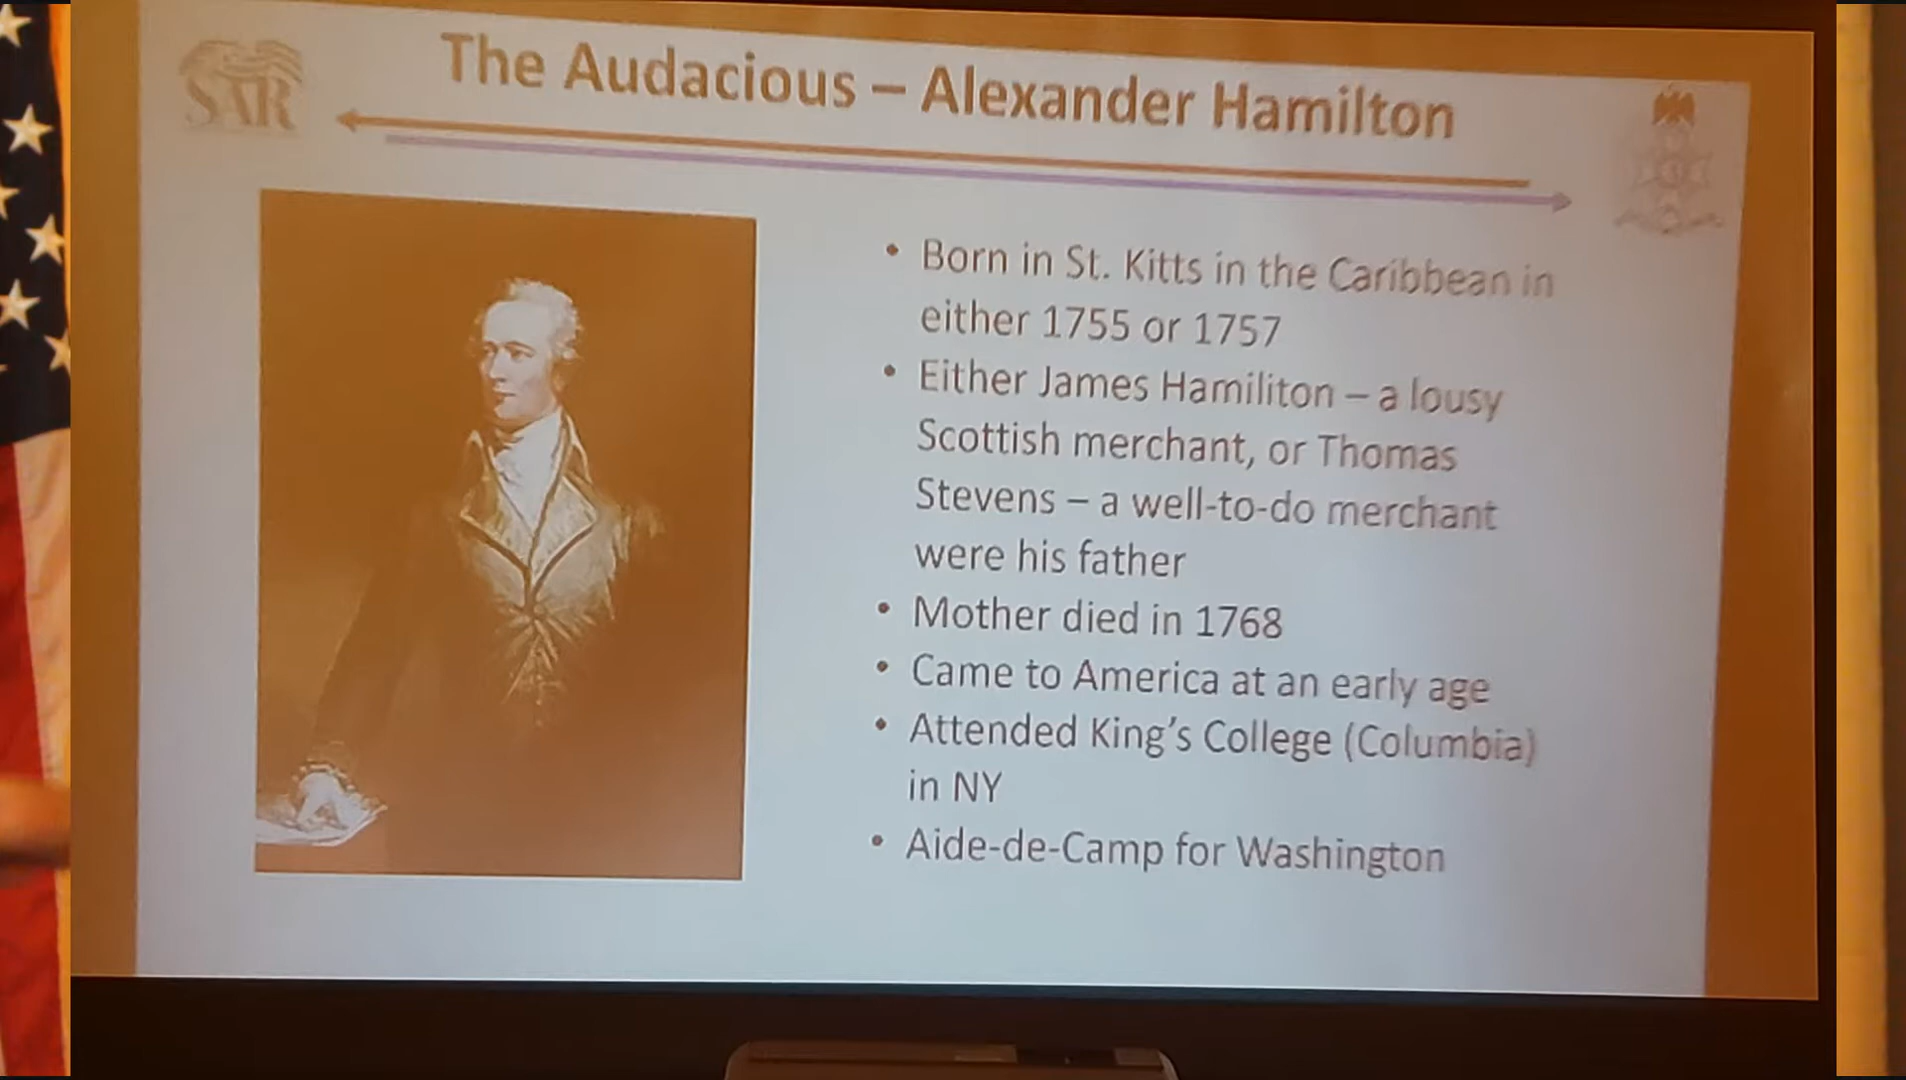 SAR
The Audacious – Alexander Hamilton
• Born in St. Kitts in the Caribbean in
either 1755 or 1757
• Either James Hamiliton – a lousy
Scottish merchant, or Thomas
Stevens – a well-to-do merchant
were his father
• Mother died in 1768
• Came to America at an early age
• Attended King's College (Columbia)
in NY
• Aide-de-Camp for Washington